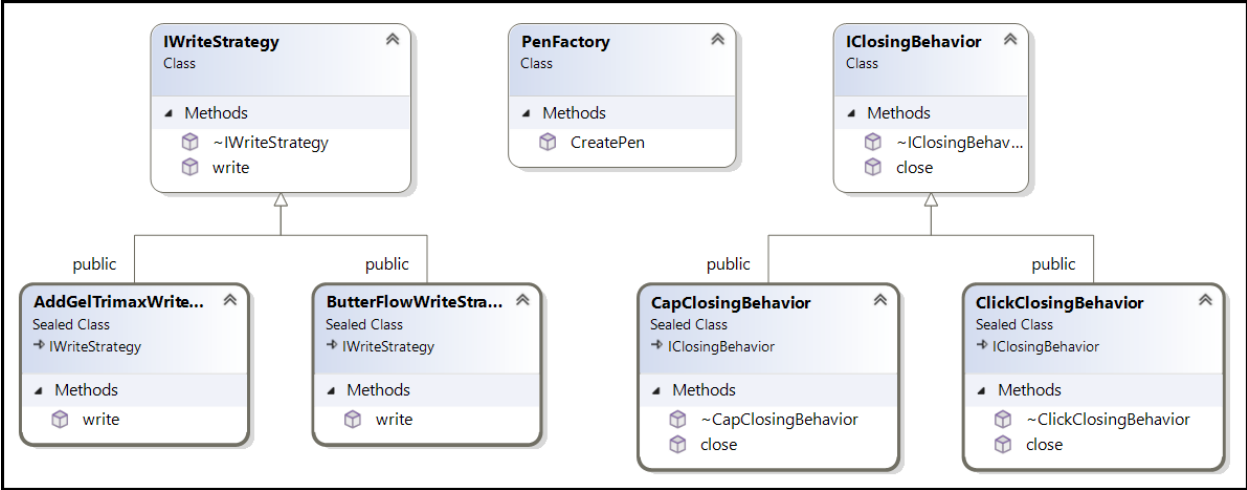 IWriteStrategy
Class
Methods
~IWriteStrategy
write
PenFactory
Class
Methods
CreatePen
IClosingBehavior
Class
Methods
~IClosingBehav...
close
public
AddGelTrimaxWrite...
Sealed Class
IWriteStrategy
Methods
write
public
ButterFlowWriteStra...
Sealed Class
IWriteStrategy
Methods
write
public
CapClosingBehavior
Sealed Class
IClosingBehavior
Methods
~CapClosingBehavior
close
public
ClickClosingBehavior
Sealed Class
IClosingBehavior
Methods
~ClickClosingBehavior
close